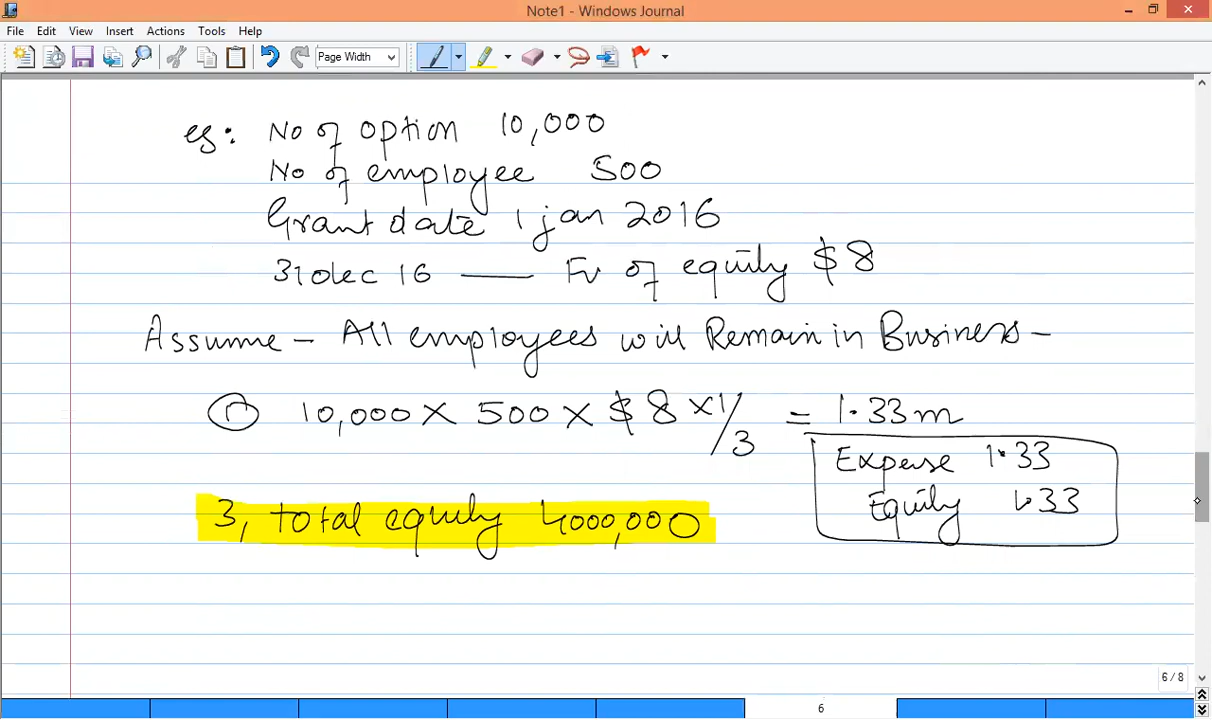 Note1 - Windows Journal
File Edit View Insert Actions Tools Help
Page Width
eg: No of option 10,000
No of employee 500
Grant date 1 jan 2016
31 dec 16 — Fv of equity $8
Assume - All employees will Remain in Business -
① 10,000 X 500 X $8 x 1/3 = 1.33m
Expense 1.33
Equity 1.33
3, total equity 4000,000
6 / 8
6